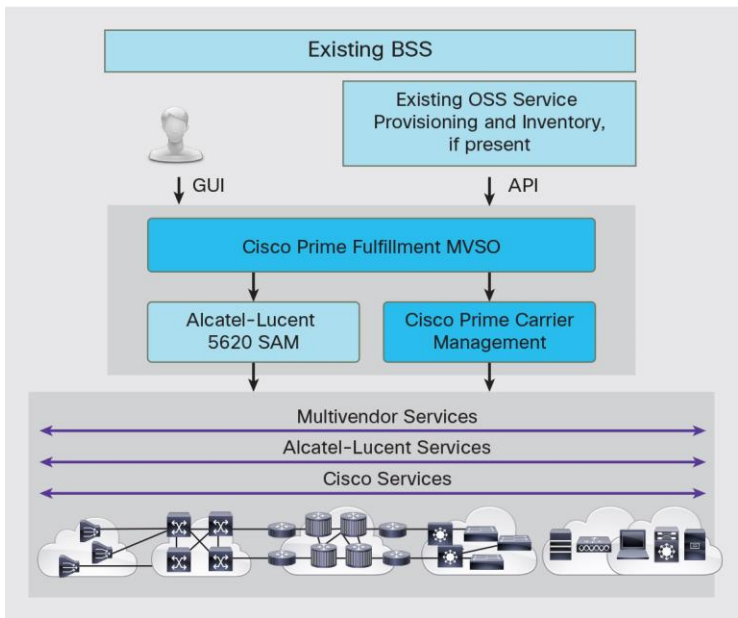 Existing BSS
Existing OSS Service
Provisioning and Inventory,
if present
GUI
API
Cisco Prime Fulfillment MVSO
Alcatel-Lucent
5620 SAM
Cisco Prime Carrier
Management
Multivendor Services
Alcatel-Lucent Services
Cisco Services